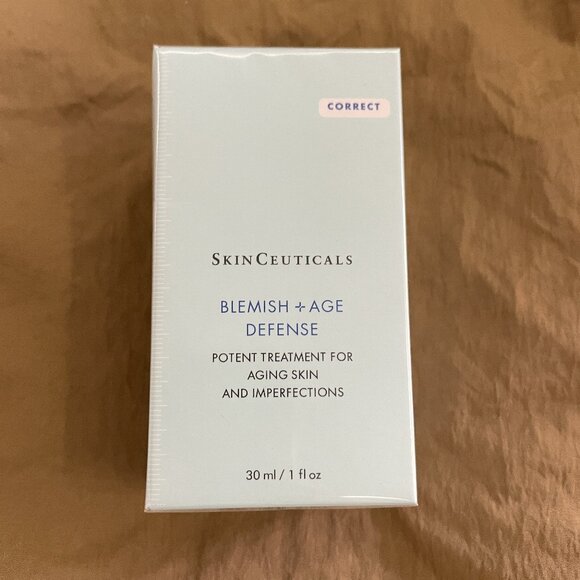 CORRECT
SKINCEUTICALS
BLEMISH + AGE
DEFENSE
POTENT TREATMENT FOR
AGING SKIN
AND IMPERFECTIONS
30 ml / 1 fl oz